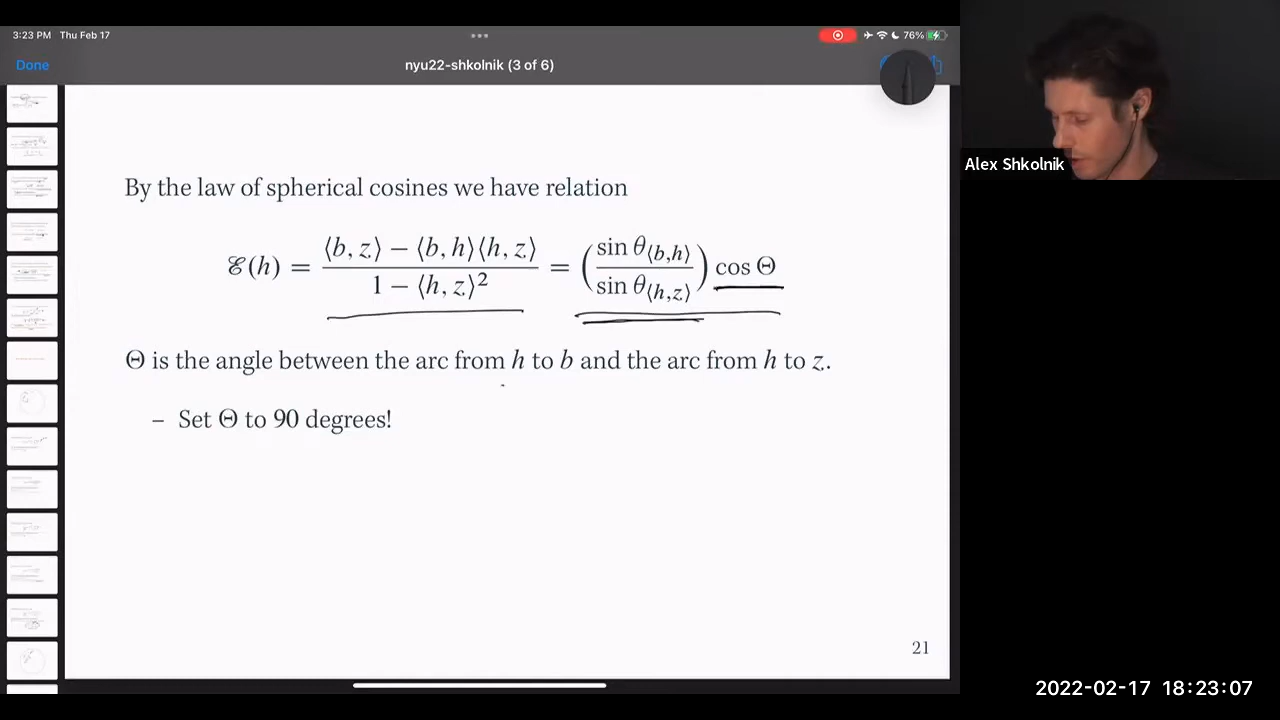 3:23 PM Thu Feb 17
76%
Done
nyu22-shkolnik (3 of 6)
By the law of spherical cosines we have relation
ℰ(h) = (⟨b, z⟩ − ⟨b, h⟩⟨h, z⟩) / (1 − ⟨h, z⟩²) = (sin θ⟨b,h⟩ / sin θ⟨h,z⟩) cos Θ
Θ is the angle between the arc from h to b and the arc from h to z.
– Set Θ to 90 degrees!
21
Alex Shkolnik
2022-02-17 18:23:07